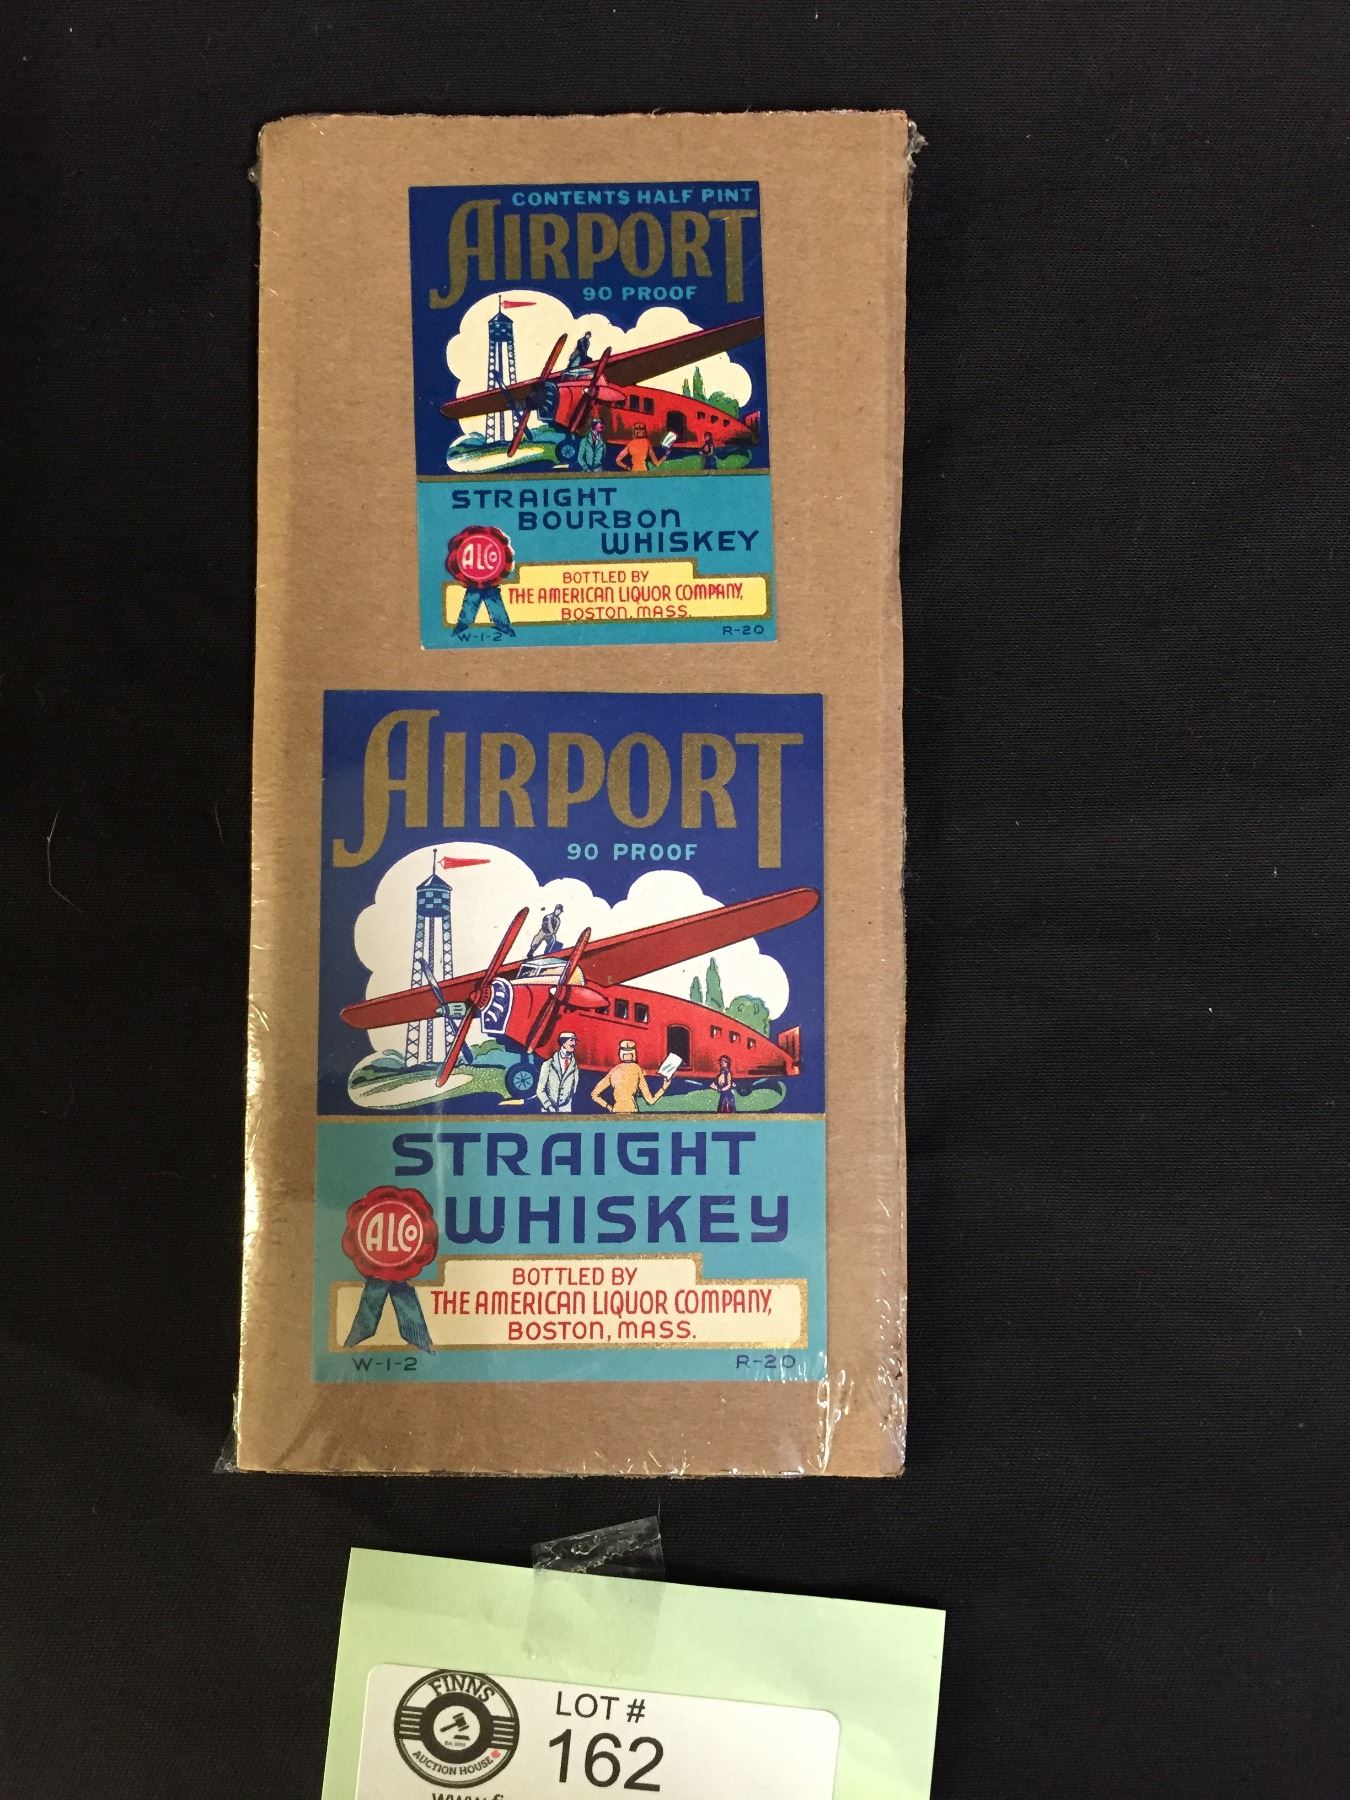 CONTENTS HALF PINT
AIRPORT
90 PROOF
STRAIGHT
BOURBON
WHISKEY
ALCO
BOTTLED BY
THE AMERICAN LIQUOR COMPANY,
BOSTON, MASS.
W-1-2 R-20
AIRPORT
90 PROOF
STRAIGHT
WHISKEY
ALCO
BOTTLED BY
THE AMERICAN LIQUOR COMPANY,
BOSTON, MASS.
W-1-2 R-20
FINNS
AUCTION HOUSE
LOT #
162